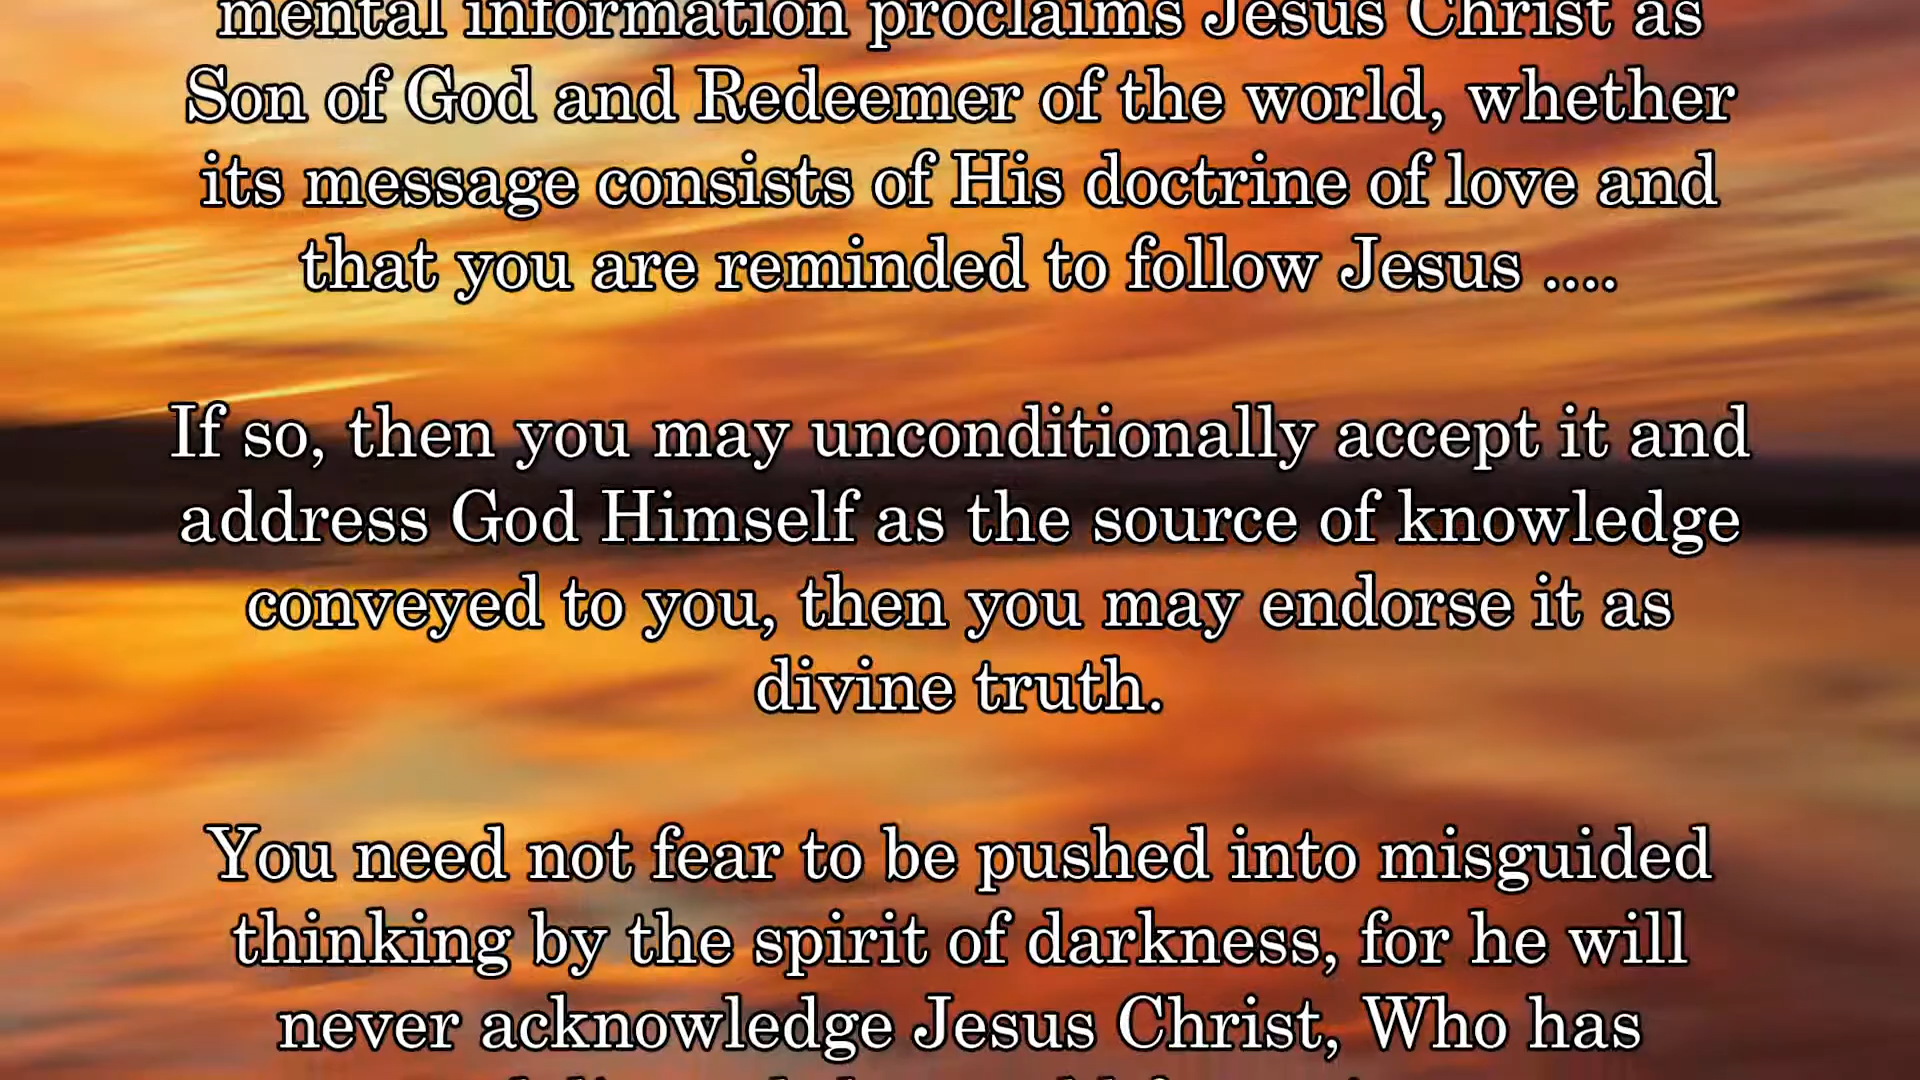 mental information proclaims Jesus Christ as
Son of God and Redeemer of the world, whether
its message consists of His doctrine of love and
that you are reminded to follow Jesus ....
If so, then you may unconditionally accept it and
address God Himself as the source of knowledge
conveyed to you, then you may endorse it as
divine truth.
You need not fear to be pushed into misguided
thinking by the spirit of darkness, for he will
never acknowledge Jesus Christ, Who has